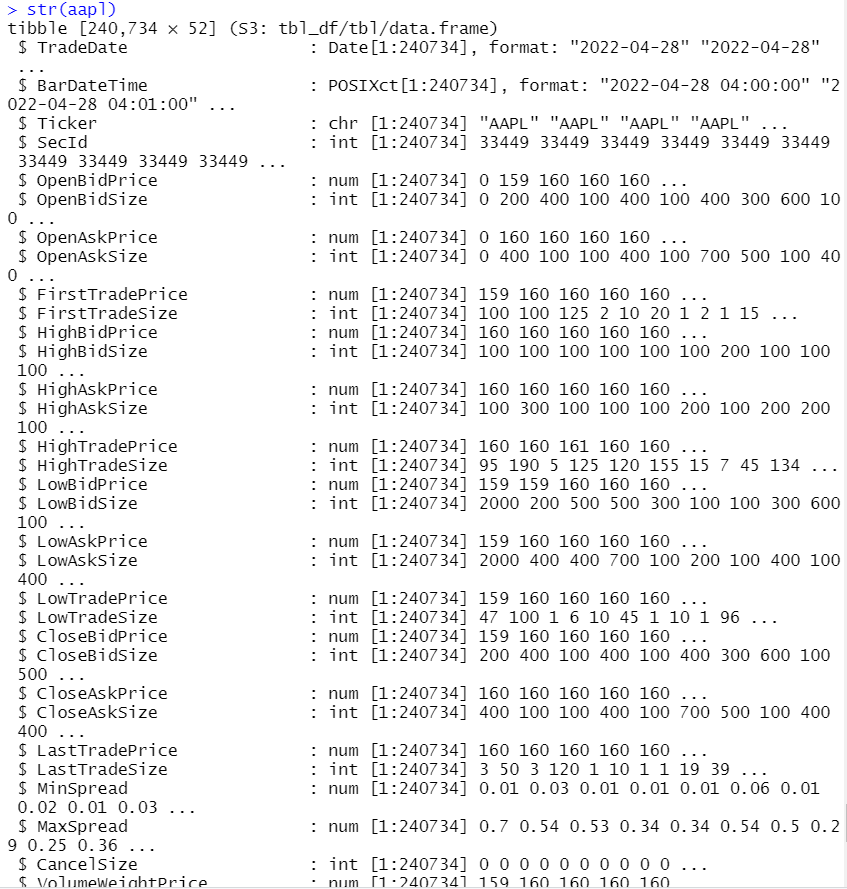 > str(aapl)
tibble [240,734 × 52] (S3: tbl_df/tbl/data.frame)
 $ TradeDate                  : Date[1:240734], format: "2022-04-28" "2022-04-28"
 ...
 $ BarDateTime                : POSIXct[1:240734], format: "2022-04-28 04:00:00" "2
022-04-28 04:01:00" ...
 $ Ticker                     : chr [1:240734] "AAPL" "AAPL" "AAPL" "AAPL" ...
 $ SecId                      : int [1:240734] 33449 33449 33449 33449 33449 33449
 33449 33449 33449 33449 ...
 $ OpenBidPrice               : num [1:240734] 0 159 160 160 160 ...
 $ OpenBidSize                : int [1:240734] 0 200 400 100 400 100 400 300 600 10
0 ...
 $ OpenAskPrice               : num [1:240734] 0 160 160 160 160 ...
 $ OpenAskSize                : int [1:240734] 0 400 100 100 400 100 700 500 100 40
0 ...
 $ FirstTradePrice            : num [1:240734] 159 160 160 160 160 ...
 $ FirstTradeSize             : int [1:240734] 100 100 125 2 10 20 1 2 1 15 ...
 $ HighBidPrice               : num [1:240734] 160 160 160 160 160 ...
 $ HighBidSize                : int [1:240734] 100 100 100 100 100 100 200 100 100
 100 ...
 $ HighAskPrice               : num [1:240734] 160 160 160 160 160 ...
 $ HighAskSize                : int [1:240734] 100 300 100 100 100 200 100 200 200
 100 ...
 $ HighTradePrice             : num [1:240734] 160 160 161 160 160 ...
 $ HighTradeSize              : int [1:240734] 95 190 5 125 120 155 15 7 45 134 ...
 $ LowBidPrice                : num [1:240734] 159 159 160 160 160 ...
 $ LowBidSize                 : int [1:240734] 2000 200 500 500 300 100 100 300 600
 100 ...
 $ LowAskPrice                : num [1:240734] 159 160 160 160 160 ...
 $ LowAskSize                 : int [1:240734] 2000 400 400 700 100 200 100 400 100
 400 ...
 $ LowTradePrice              : num [1:240734] 159 160 160 160 160 ...
 $ LowTradeSize               : int [1:240734] 47 100 1 6 10 45 1 10 1 96 ...
 $ CloseBidPrice              : num [1:240734] 159 160 160 160 160 ...
 $ CloseBidSize               : int [1:240734] 200 400 100 400 100 400 300 600 100
 500 ...
 $ CloseAskPrice              : num [1:240734] 160 160 160 160 160 ...
 $ CloseAskSize               : int [1:240734] 400 100 100 400 100 700 500 100 400
 400 ...
 $ LastTradePrice             : num [1:240734] 160 160 160 160 160 ...
 $ LastTradeSize              : int [1:240734] 3 50 3 120 1 10 1 1 19 39 ...
 $ MinSpread                  : num [1:240734] 0.01 0.03 0.01 0.01 0.01 0.06 0.01
 0.02 0.01 0.03 ...
 $ MaxSpread                  : num [1:240734] 0.7 0.54 0.53 0.34 0.34 0.54 0.5 0.2
9 0.25 0.36 ...
 $ CancelSize                 : int [1:240734] 0 0 0 0 0 0 0 0 0 0 ...
 $ VolumeWeightPrice          : num [1:240734] 159 160 160 160 160 ...